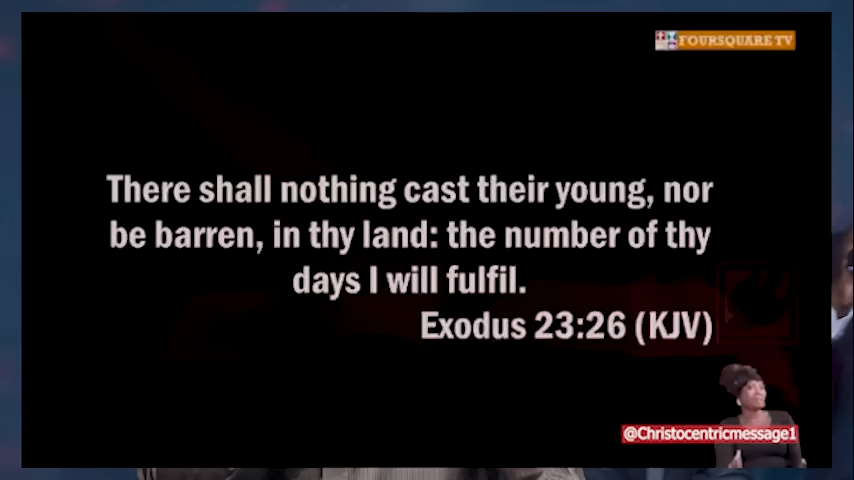 FOURSQUARE TV
There shall nothing cast their young, nor
be barren, in thy land: the number of thy
days I will fulfil.
Exodus 23:26 (KJV)
@Christocentricmessage1